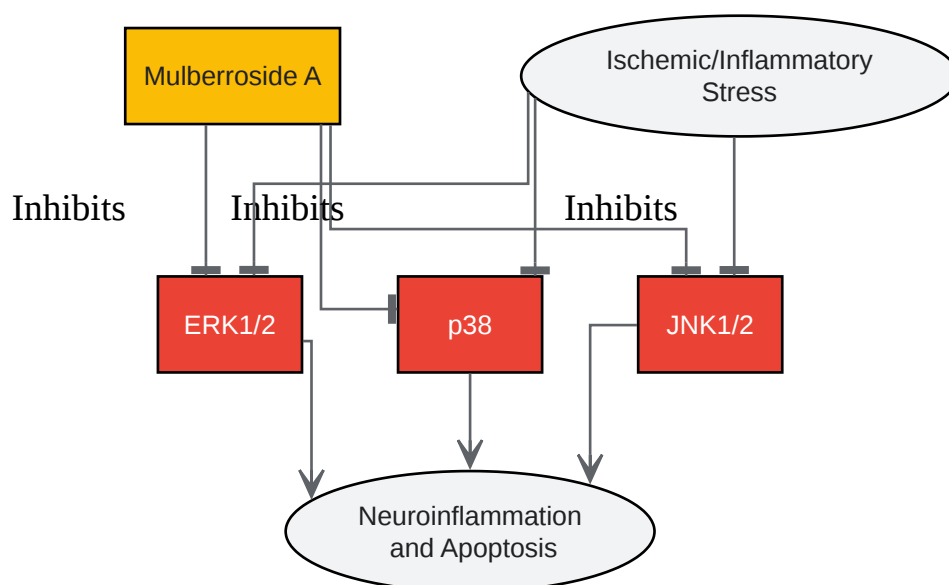 Mulberroside A
Ischemic/Inflammatory
Stress
Inhibits
Inhibits
Inhibits
ERK1/2
p38
JNK1/2
Neuroinflammation
and Apoptosis